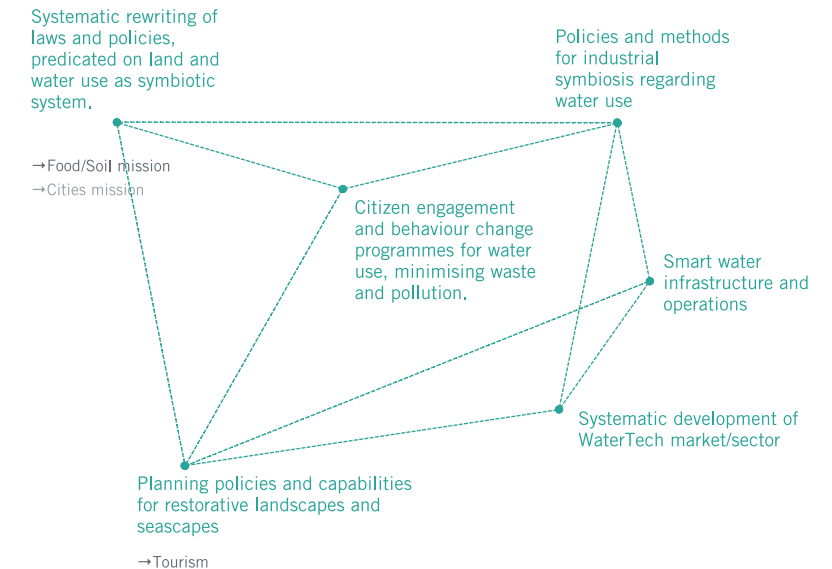 Systematic rewriting of
laws and policies,
predicated on land and
water use as symbiotic
system.
→Food/Soil mission
→Cities mission
Policies and methods
for industrial
symbiosis regarding
water use
Citizen engagement
and behaviour change
programmes for water
use, minimising waste
and pollution.
Smart water
infrastructure and
operations
Systematic development of
WaterTech market/sector
Planning policies and capabilities
for restorative landscapes and
seascapes
→Tourism